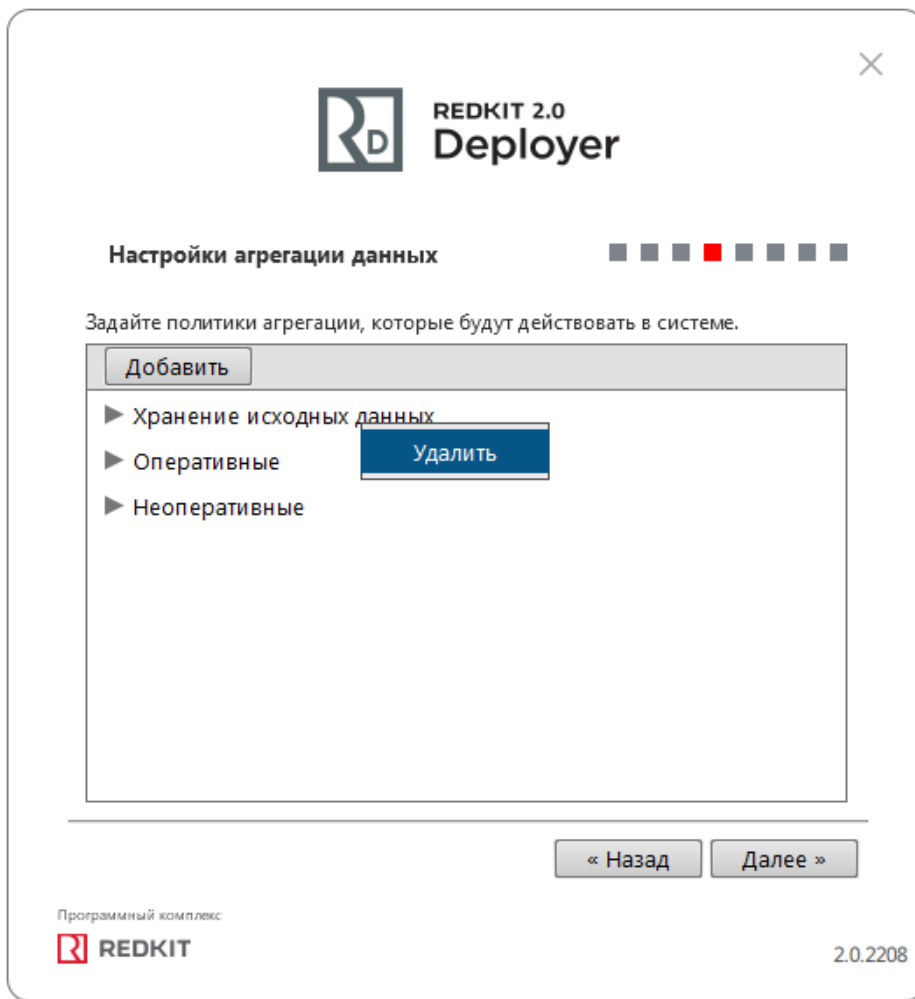 REDKIT 2.0
Deployer
Настройки агрегации данных
Задайте политики агрегации, которые будут действовать в системе.
Добавить
Хранение исходных данных
Удалить
Оперативные
Неоперативные
« Назад
Далее »
Программный комплекс
REDKIT
2.0.2208